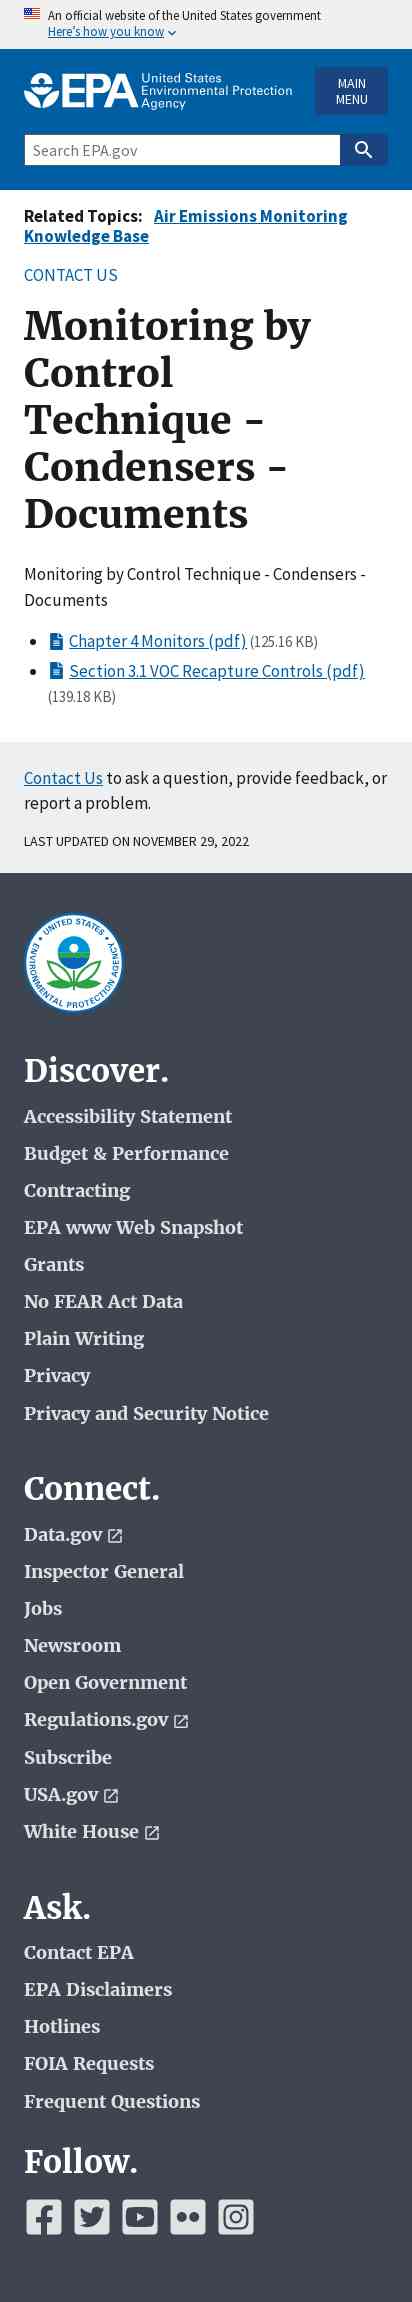 An official website of the United States government
Here's how you know
EPA United States
Environmental Protection
Agency
MAIN
MENU
Search EPA.gov
Related Topics: Air Emissions Monitoring
Knowledge Base
CONTACT US
Monitoring by
Control
Technique -
Condensers -
Documents
Monitoring by Control Technique - Condensers -
Documents
Chapter 4 Monitors (pdf) (125.16 KB)
Section 3.1 VOC Recapture Controls (pdf)
(139.18 KB)
Contact Us to ask a question, provide feedback, or
report a problem.
LAST UPDATED ON NOVEMBER 29, 2022
UNITED STATES
ENVIRONMENTAL PROTECTION AGENCY
Discover.
Accessibility Statement
Budget & Performance
Contracting
EPA www Web Snapshot
Grants
No FEAR Act Data
Plain Writing
Privacy
Privacy and Security Notice
Connect.
Data.gov
Inspector General
Jobs
Newsroom
Open Government
Regulations.gov
Subscribe
USA.gov
White House
Ask.
Contact EPA
EPA Disclaimers
Hotlines
FOIA Requests
Frequent Questions
Follow.